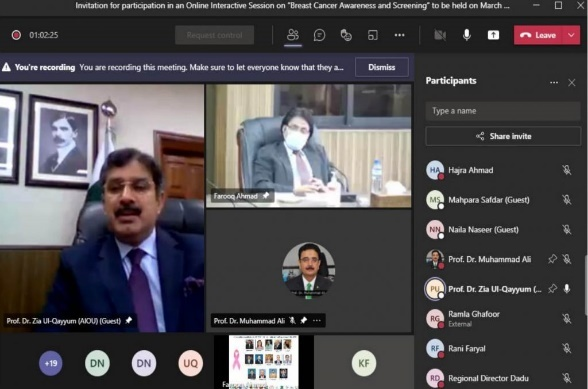 Invitation for participation in an Online Interactive Session on "Breast Cancer Awareness and Screening" to be held on March ...
01:02:25
Request control
Leave
You're recording You are recording this meeting. Make sure to let everyone know that they a...
Dismiss
Participants
Type a name
Share invite
HA Hajra Ahmad
MS Mahpara Safdar (Guest)
NN Naila Naseer (Guest)
Prof. Dr. Muhammad Ali
PU Prof. Dr. Zia Ul-Qayyum (...
RG Ramla Ghafoor
External
RF Rani Faryal
RD Regional Director Dadu
Farooq Ahmad
Prof. Dr. Zia Ul-Qayyum (AIOU) (Guest)
Prof. Dr. Muhammad Ali
+19
DN
DN
UQ
KF